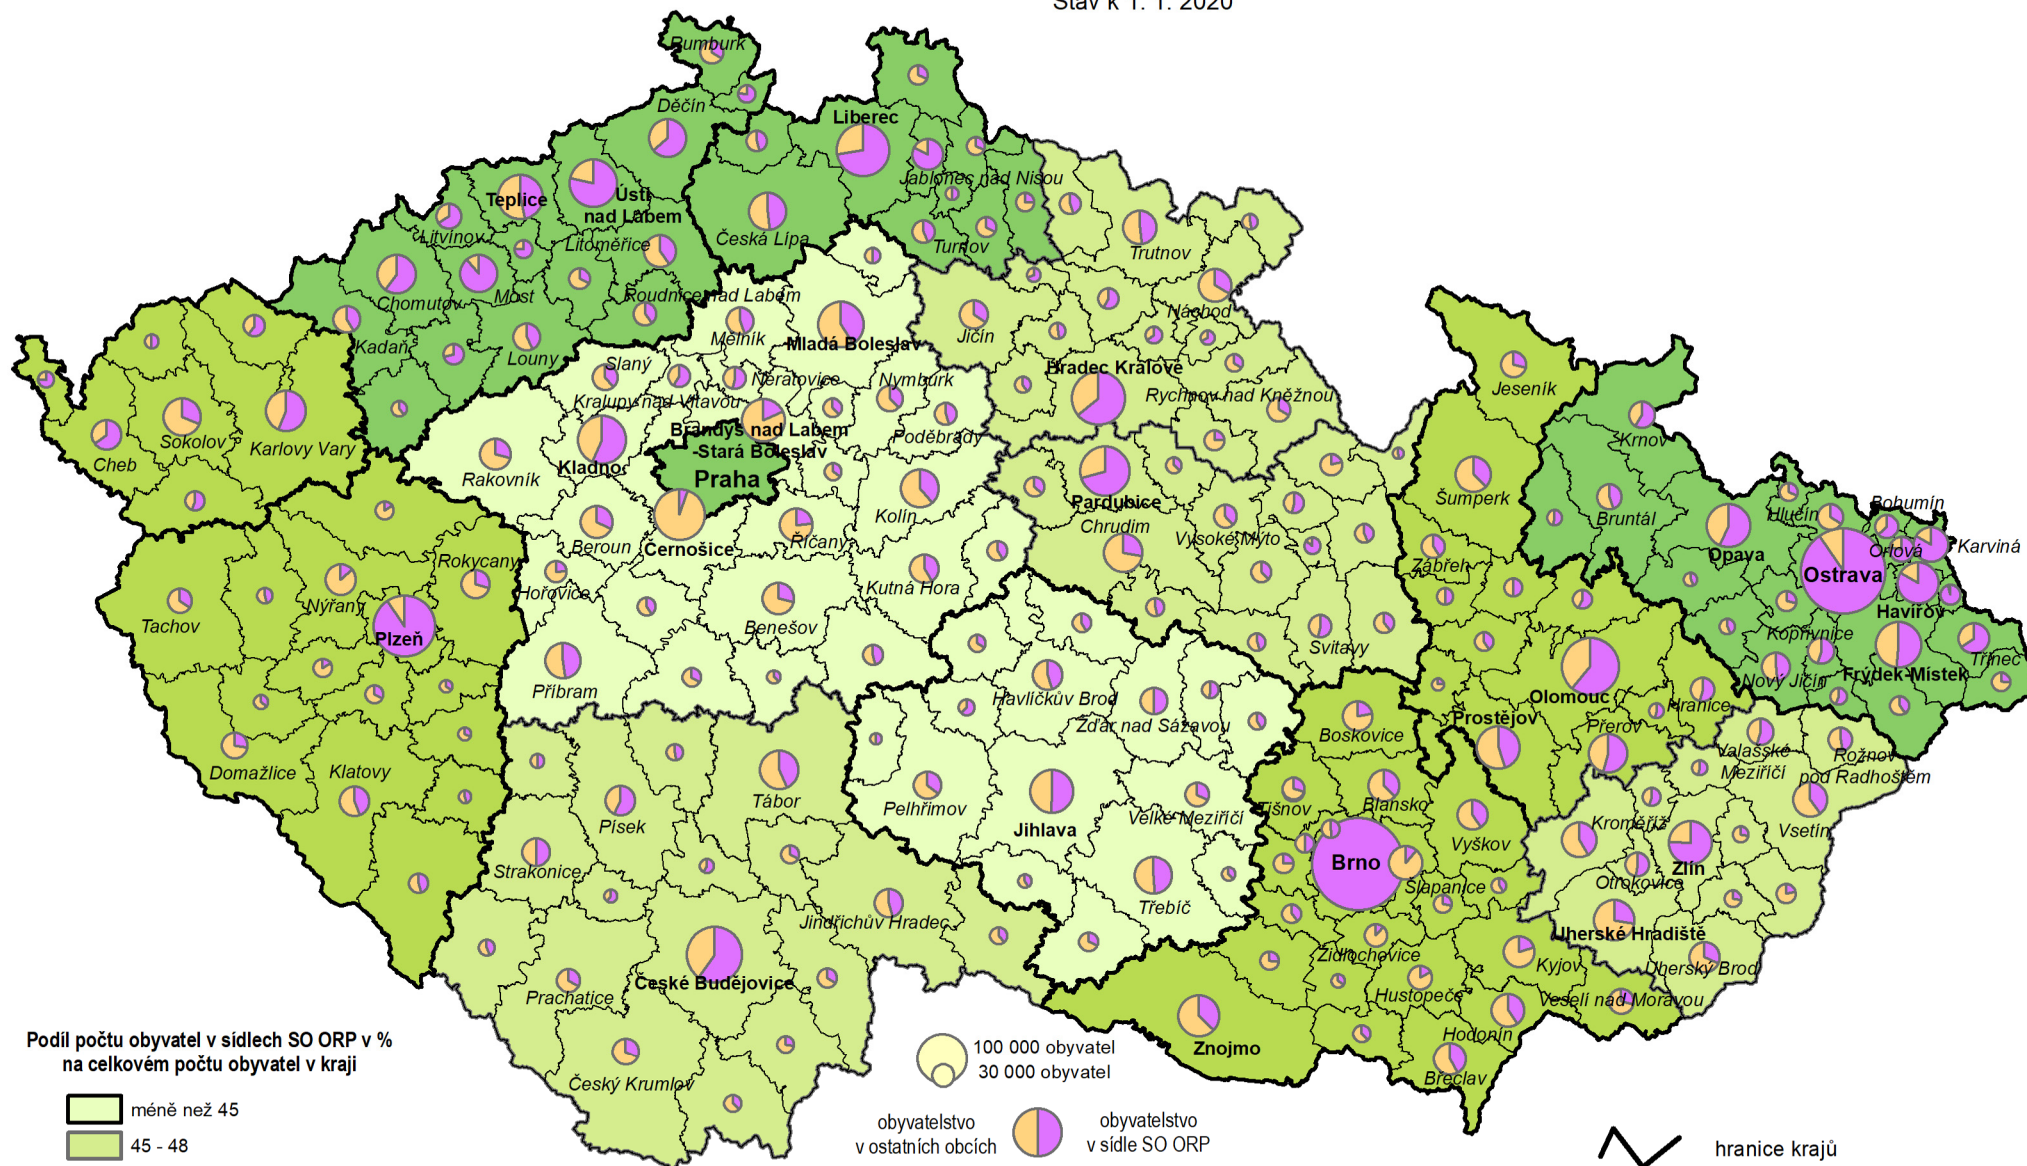 Stav k 1. 1. 2020
Rumburk
Děčín
Liberec
Jablonec nad Nisou
Teplice
Ústí
nad Labem
Litvínov
Litoměřice
Česká Lípa
Turnov
Trutnov
Chomutov
Most
Roudnice nad Labem
Náchod
Kadaň
Louny
Mělník
Mladá Boleslav
Jičín
Slaný
Neratovice
Nymburk
Hradec Králové
Jeseník
Kralupy nad Vltavou
Rychnov nad Kněžnou
Sokolov
Karlovy Vary
Brandýs nad Labem
-Stará Boleslav
Poděbrady
Krnov
Cheb
Kladno
Rakovník
Praha
Pardubice
Šumperk
Kolín
Chrudim
Vysoké Mýto
Bruntál
Hlučín
Bohumín
Beroun
Černošice
Říčany
Opava
Orlová
Karviná
Rokycany
Zábřeh
Ostrava
Hořovice
Kutná Hora
Nýřany
Havířov
Tachov
Plzeň
Benešov
Kopřivnice
Svitavy
Třinec
Příbram
Nový Jičín
Frýdek-Místek
Havlíčkův Brod
Žďár nad Sázavou
Olomouc
Hranice
Prostějov
Přerov
Boskovice
Domažlice
Klatovy
Valašské
Meziříčí
Rožnov
pod Radhoštěm
Tábor
Pelhřimov
Velké Meziříčí
Tišnov
Blansko
Písek
Jihlava
Kroměříž
Vsetín
Vyškov
Strakonice
Brno
Zlín
Šlapanice
Otrokovice
Třebíč
Jindřichův Hradec
Uherské Hradiště
Židlochovice
Kyjov
Uherský Brod
České Budějovice
Prachatice
Hustopeče
Veselí nad Moravou
Hodonín
Znojmo
Břeclav
Český Krumlov
Podíl počtu obyvatel v sídlech SO ORP v %
na celkovém počtu obyvatel v kraji
méně než 45
45 - 48
100 000 obyvatel
30 000 obyvatel
obyvatelstvo
v ostatních obcích
obyvatelstvo
v sídle SO ORP
hranice krajů